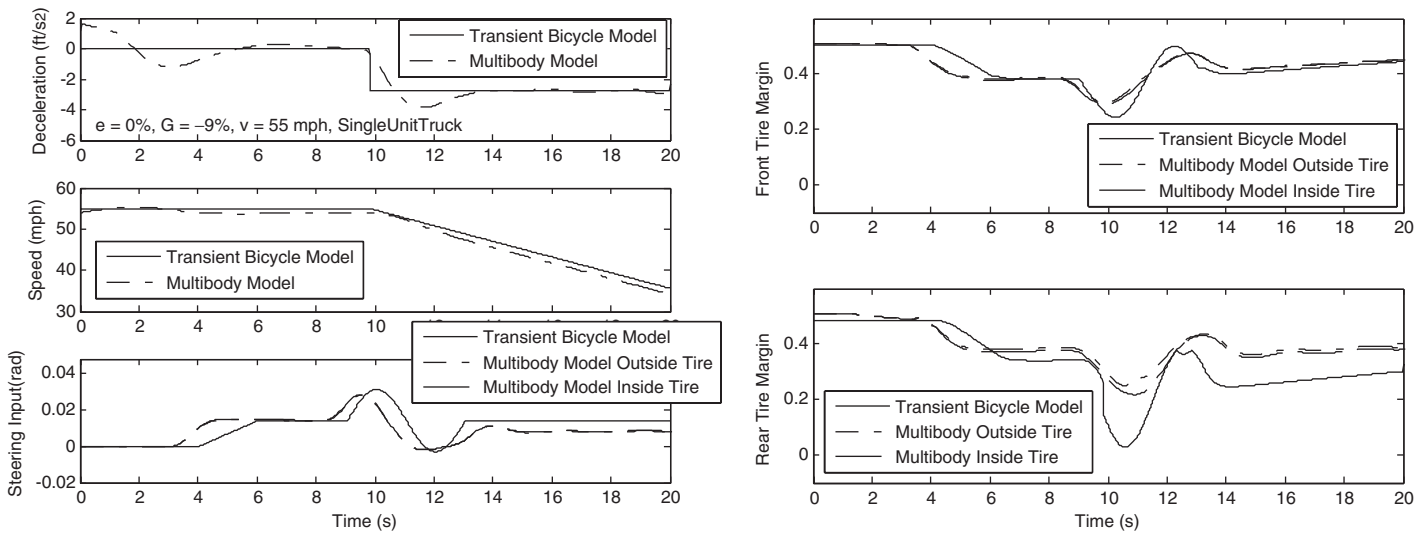 Deceleration (ft/s2)
2
0
-2
-4
-6
Transient Bicycle Model
Multibody Model
e = 0%, G = −9%, v = 55 mph, SingleUnitTruck
0 2 4 6 8 10 12 14 16 18 20
Speed (mph)
60
50
40
30
Transient Bicycle Model
Multibody Model
0 2 4 6 8 10
Steering Input(rad)
0.04
0.02
0
-0.02
Transient Bicycle Model
Multibody Model Outside Tire
Multibody Model Inside Tire
0 2 4 6 8 10 12 14 16 18 20
Time (s)
Front Tire Margin
0.4
0.2
0
Transient Bicycle Model
Multibody Model Outside Tire
Multibody Model Inside Tire
0 2 4 6 8 10 12 14 16 18 20
Rear Tire Margin
0.4
0.2
0
Transient Bicycle Model
Multibody Outside Tire
Multibody Inside Tire
0 2 4 6 8 10 12 14 16 18 20
Time (s)